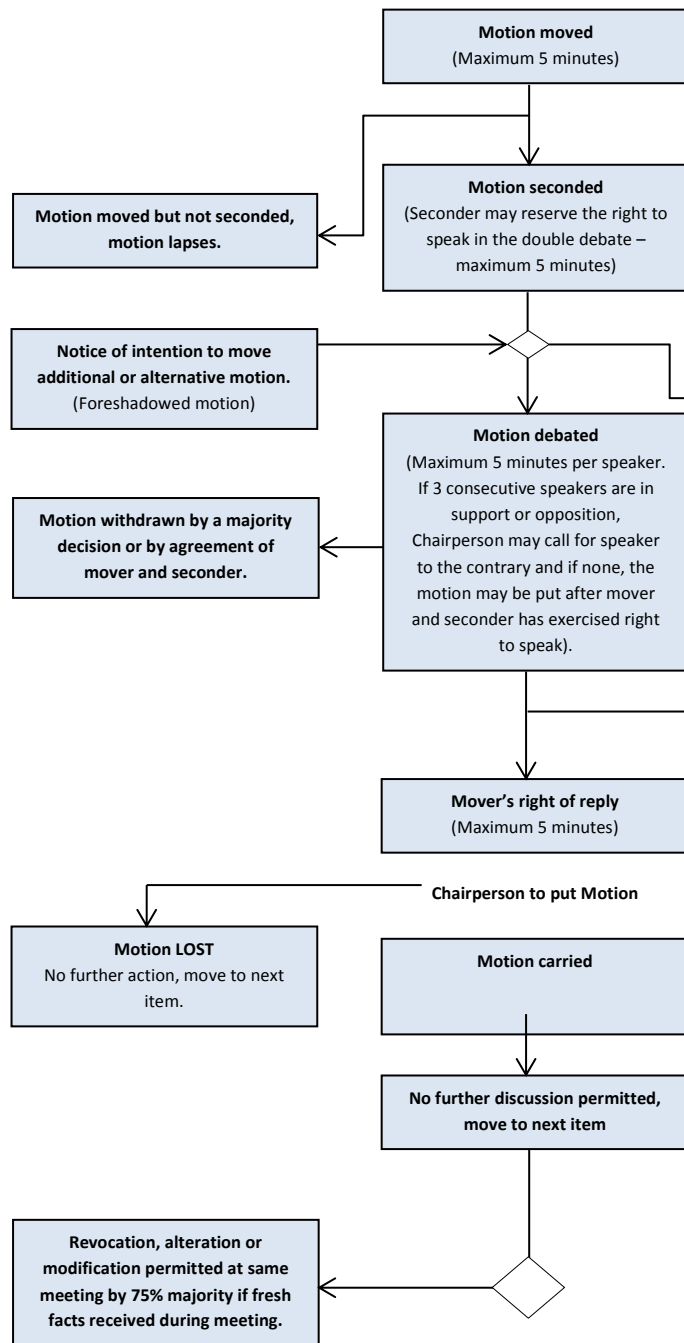 Motion moved
(Maximum 5 minutes)
Motion seconded
(Seconder may reserve the right to
speak in the double debate –
maximum 5 minutes)
Motion moved but not seconded,
motion lapses.
Notice of intention to move
additional or alternative motion.
(Foreshadowed motion)
Motion debated
(Maximum 5 minutes per speaker.
If 3 consecutive speakers are in
support or opposition,
Chairperson may call for speaker
to the contrary and if none, the
motion may be put after mover
and seconder has exercised right
to speak).
Motion withdrawn by a majority
decision or by agreement of
mover and seconder.
Mover’s right of reply
(Maximum 5 minutes)
Chairperson to put Motion
Motion LOST
No further action, move to next
item.
Motion carried
No further discussion permitted,
move to next item
Revocation, alteration or
modification permitted at same
meeting by 75% majority if fresh
facts received during meeting.